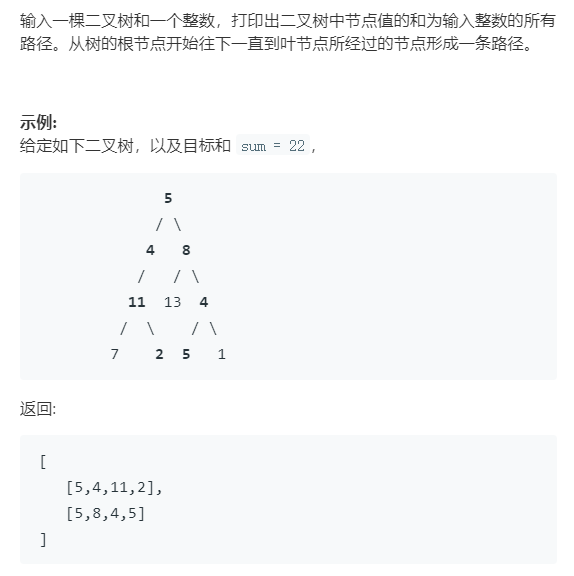 输入一棵二叉树和一个整数，打印出二叉树中节点值的和为输入整数的所有
路径。从树的根节点开始往下一直到叶节点所经过的节点形成一条路径。
示例:
给定如下二叉树，以及目标和 sum = 22，
5
/ \
4 8
/ / \
11 13 4
/ \ / \
7 2 5 1
返回:
[
[5,4,11,2],
[5,8,4,5]
]